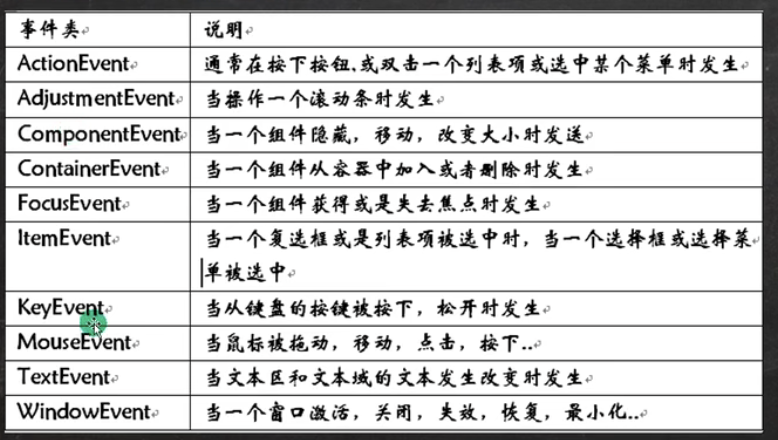 事件类 说明
ActionEvent 通常在按下按钮,或双击一个列表项或选中某个菜单时发生
AdjustmentEvent 当操作一个滚动条时发生
ComponentEvent 当一个组件隐藏，移动，改变大小时发送
ContainerEvent 当一个组件从容器中加入或者删除时发生
FocusEvent 当一个组件获得或是失去焦点时发生
ItemEvent 当一个复选框或是列表项被选中时，当一个选择框或选择菜
单被选中
KeyEvent 当从键盘的按键被按下，松开时发生
MouseEvent 当鼠标被拖动，移动，点击，按下..
TextEvent 当文本区和文本域的文本发生改变时发生
WindowEvent 当一个窗口激活，关闭，失效，恢复，最小化..